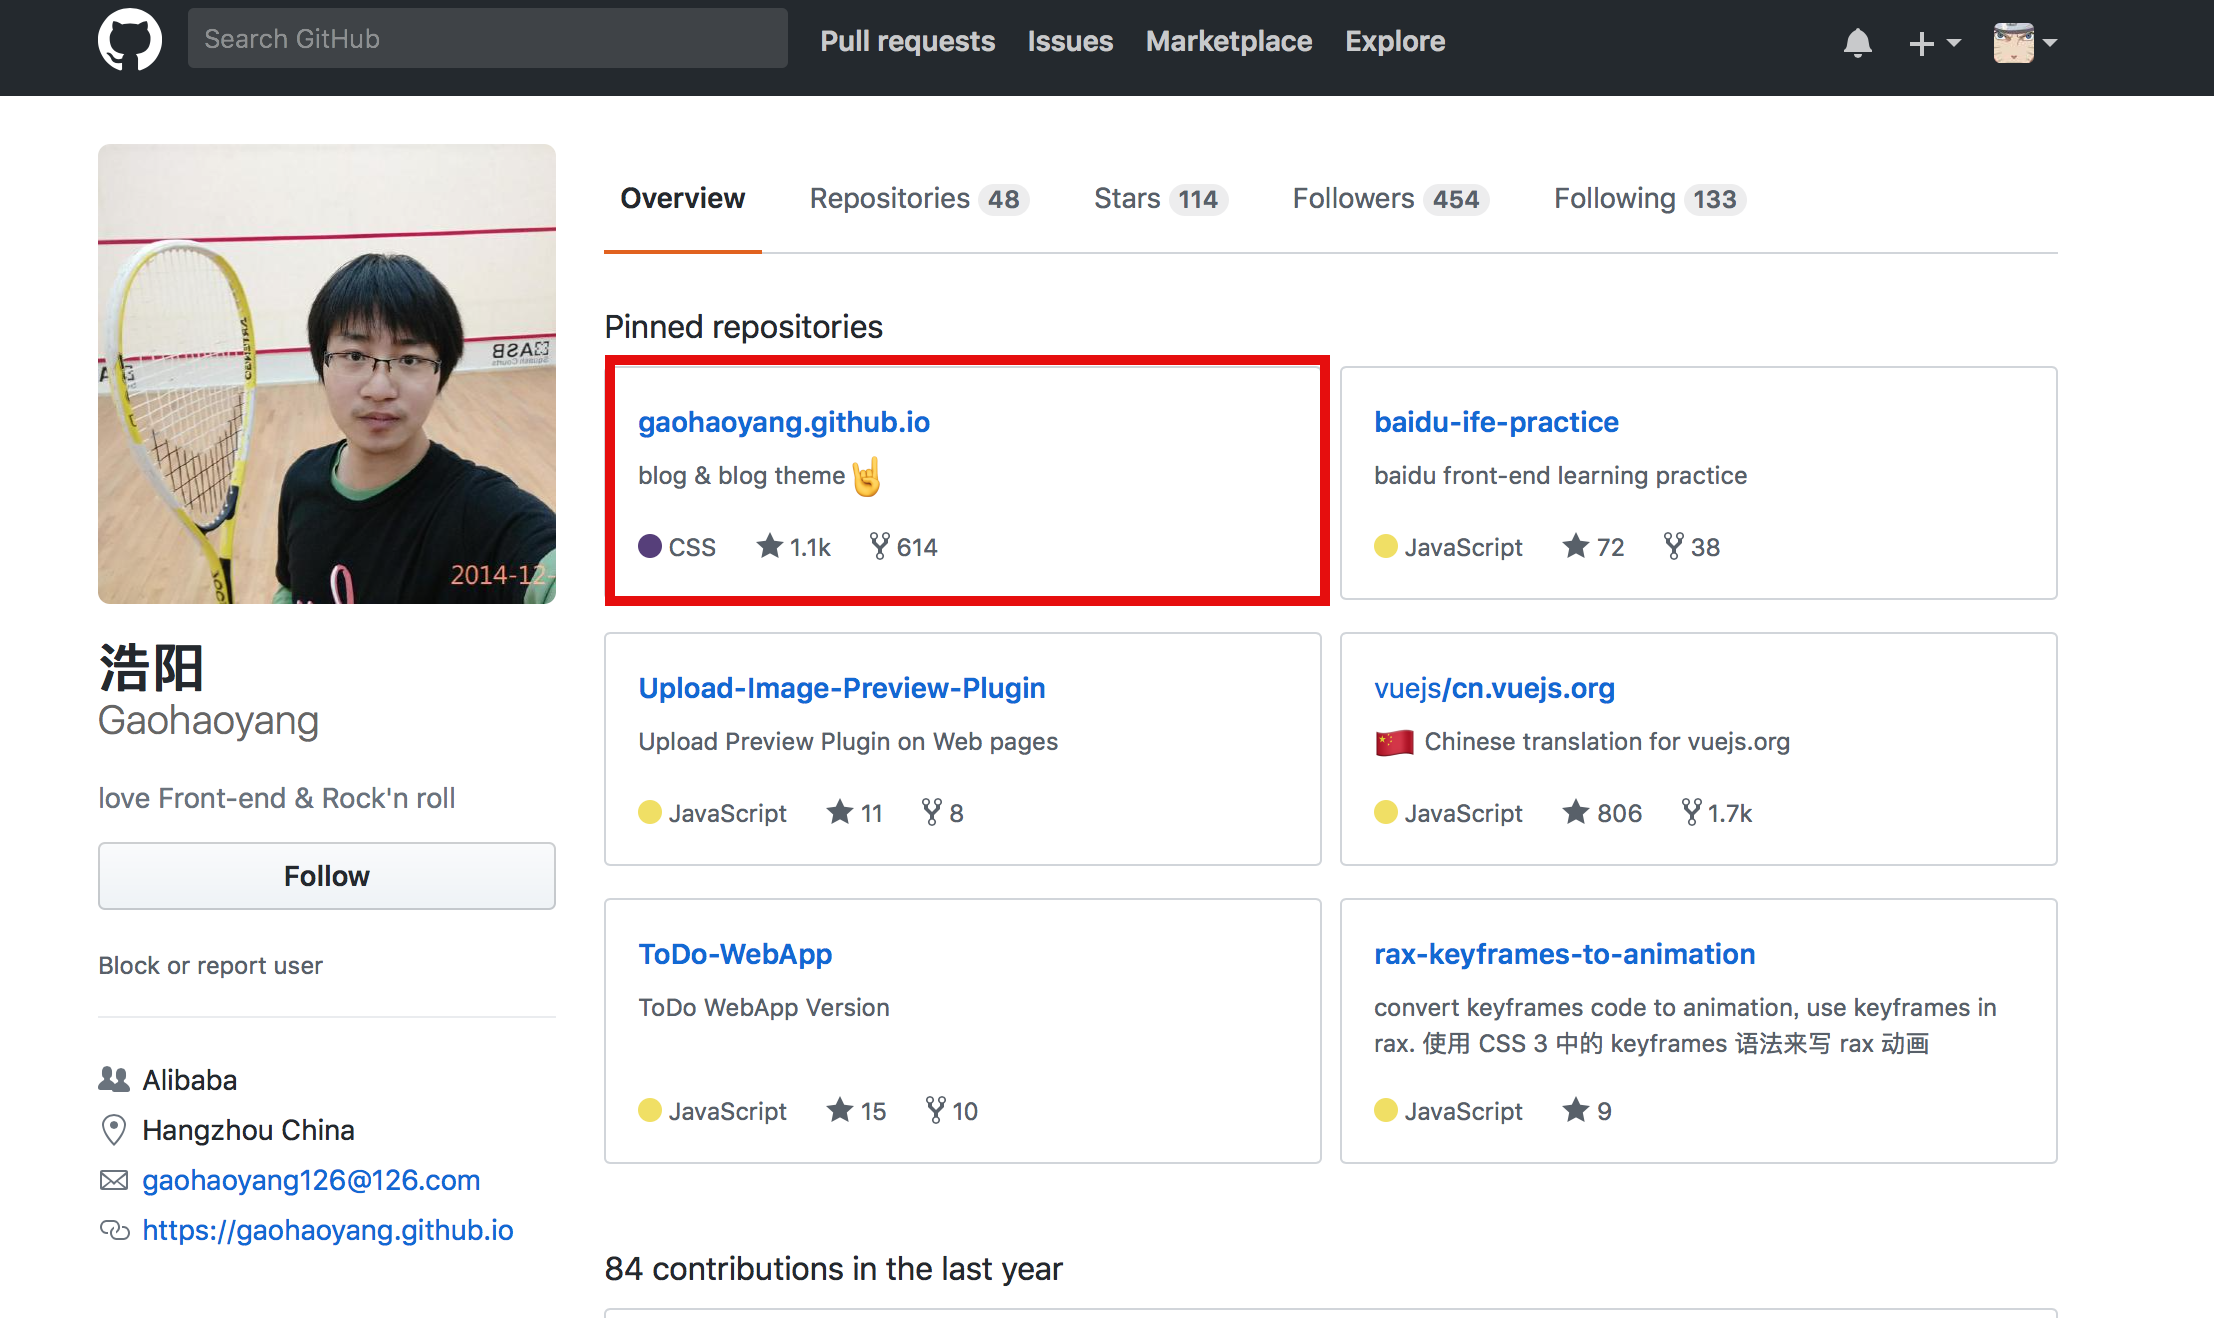 Search GitHub
Pull requests Issues Marketplace Explore
Overview Repositories 48 Stars 114 Followers 454 Following 133
ASB
Squash Courts
2014-12-
浩阳
Gaohaoyang
love Front-end & Rock'n roll
Follow
Block or report user
Alibaba
Hangzhou China
gaohaoyang126@126.com
https://gaohaoyang.github.io
Pinned repositories
gaohaoyang.github.io
blog & blog theme🤘
CSS ★ 1.1k 614
baidu-ife-practice
baidu front-end learning practice
JavaScript ★ 72 38
Upload-Image-Preview-Plugin
Upload Preview Plugin on Web pages
JavaScript ★ 11 8
vuejs/cn.vuejs.org
🇨🇳 Chinese translation for vuejs.org
JavaScript ★ 806 1.7k
ToDo-WebApp
ToDo WebApp Version
JavaScript ★ 15 10
rax-keyframes-to-animation
convert keyframes code to animation, use keyframes in
rax. 使用 CSS 3 中的 keyframes 语法来写 rax 动画
JavaScript ★ 9
84 contributions in the last year